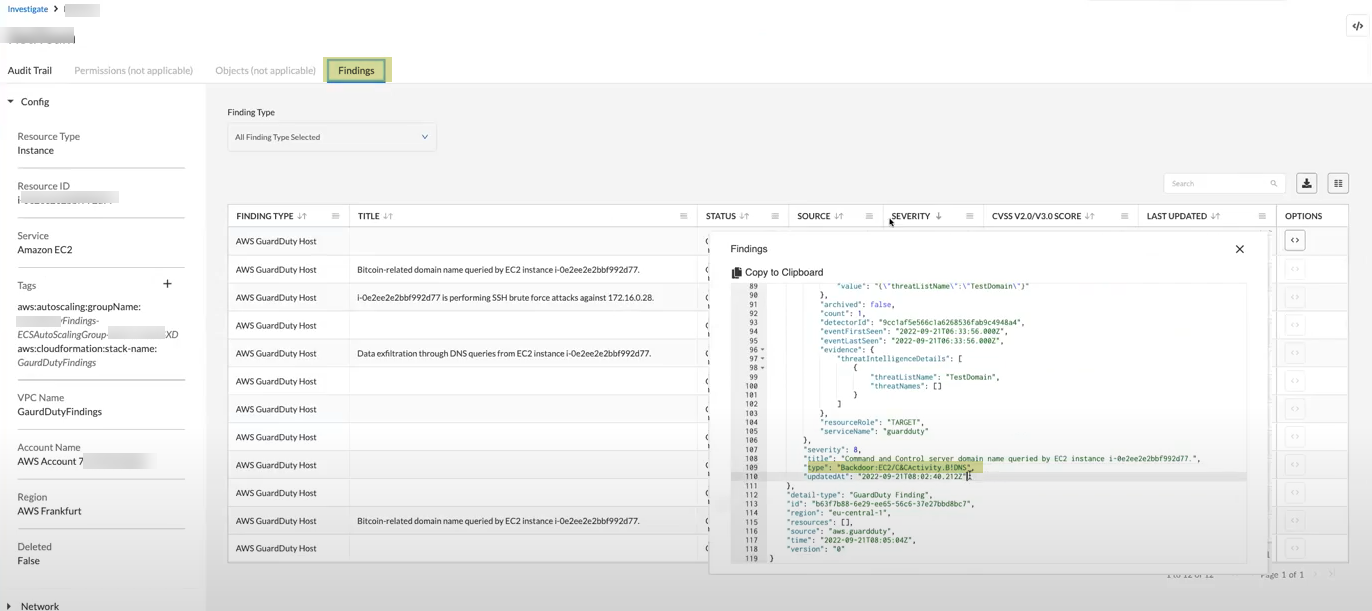 Investigate >
Audit Trail Permissions (not applicable) Objects (not applicable) Findings
Config
Resource Type
Instance
Resource ID
Service
Amazon EC2
Tags +
aws:autoscaling:groupName:
Findings-
ECSAutoScalingGroup- XD
aws:cloudformation:stack-name:
GaurdDutyFindings
VPC Name
GaurdDutyFindings
Account Name
AWS Account 7
Region
AWS Frankfurt
Deleted
False
Network
Finding Type
All Finding Type Selected
Search
FINDING TYPE TITLE STATUS SOURCE SEVERITY CVSS V2.0/V3.0 SCORE LAST UPDATED OPTIONS
AWS GuardDuty Host
AWS GuardDuty Host Bitcoin-related domain name queried by EC2 instance i-0e2ee2e2bbf992d77.
AWS GuardDuty Host i-0e2ee2e2bbf992d77 is performing SSH brute force attacks against 172.16.0.28.
AWS GuardDuty Host
AWS GuardDuty Host Data exfiltration through DNS queries from EC2 instance i-0e2ee2e2bbf992d77.
AWS GuardDuty Host
AWS GuardDuty Host
AWS GuardDuty Host
AWS GuardDuty Host
AWS GuardDuty Host
AWS GuardDuty Host Bitcoin-related domain name queried by EC2 instance i-0e2ee2e2bbf992d77.
AWS GuardDuty Host
1 to 12 of 12 Page 1 of 1
Findings
Copy to Clipboard
89 "value": "{\"threatListName\":\"TestDomain\"}"
90 },
91 "archived": false,
92 "count": 1,
93 "detectorId": "9cc1af5e566c1a6268536fab9c4948a4",
94 "eventFirstSeen": "2022-09-21T06:33:56.000Z",
95 "eventLastSeen": "2022-09-21T06:33:56.000Z",
96 "evidence": {
97 "threatIntelligenceDetails": [
98 {
99 "threatListName": "TestDomain",
100 "threatNames": []
101 }
102 ]
103 },
104 "resourceRole": "TARGET",
105 "serviceName": "guardduty"
106 },
107 "severity": 8,
108 "title": "Command and Control server domain name queried by EC2 instance i-0e2ee2e2bbf992d77.",
109 "type": "Backdoor:EC2/C&CActivity.B!DNS",
110 "updatedAt": "2022-09-21T08:02:40.212Z"
111 },
112 "detail-type": "GuardDuty Finding",
113 "id": "b63f7b88-6e29-ee65-56c6-37e27bbd8bc7",
114 "region": "eu-central-1",
115 "resources": [],
116 "source": "aws.guardduty",
117 "time": "2022-09-21T08:05:04Z",
118 "version": "0"
119 }